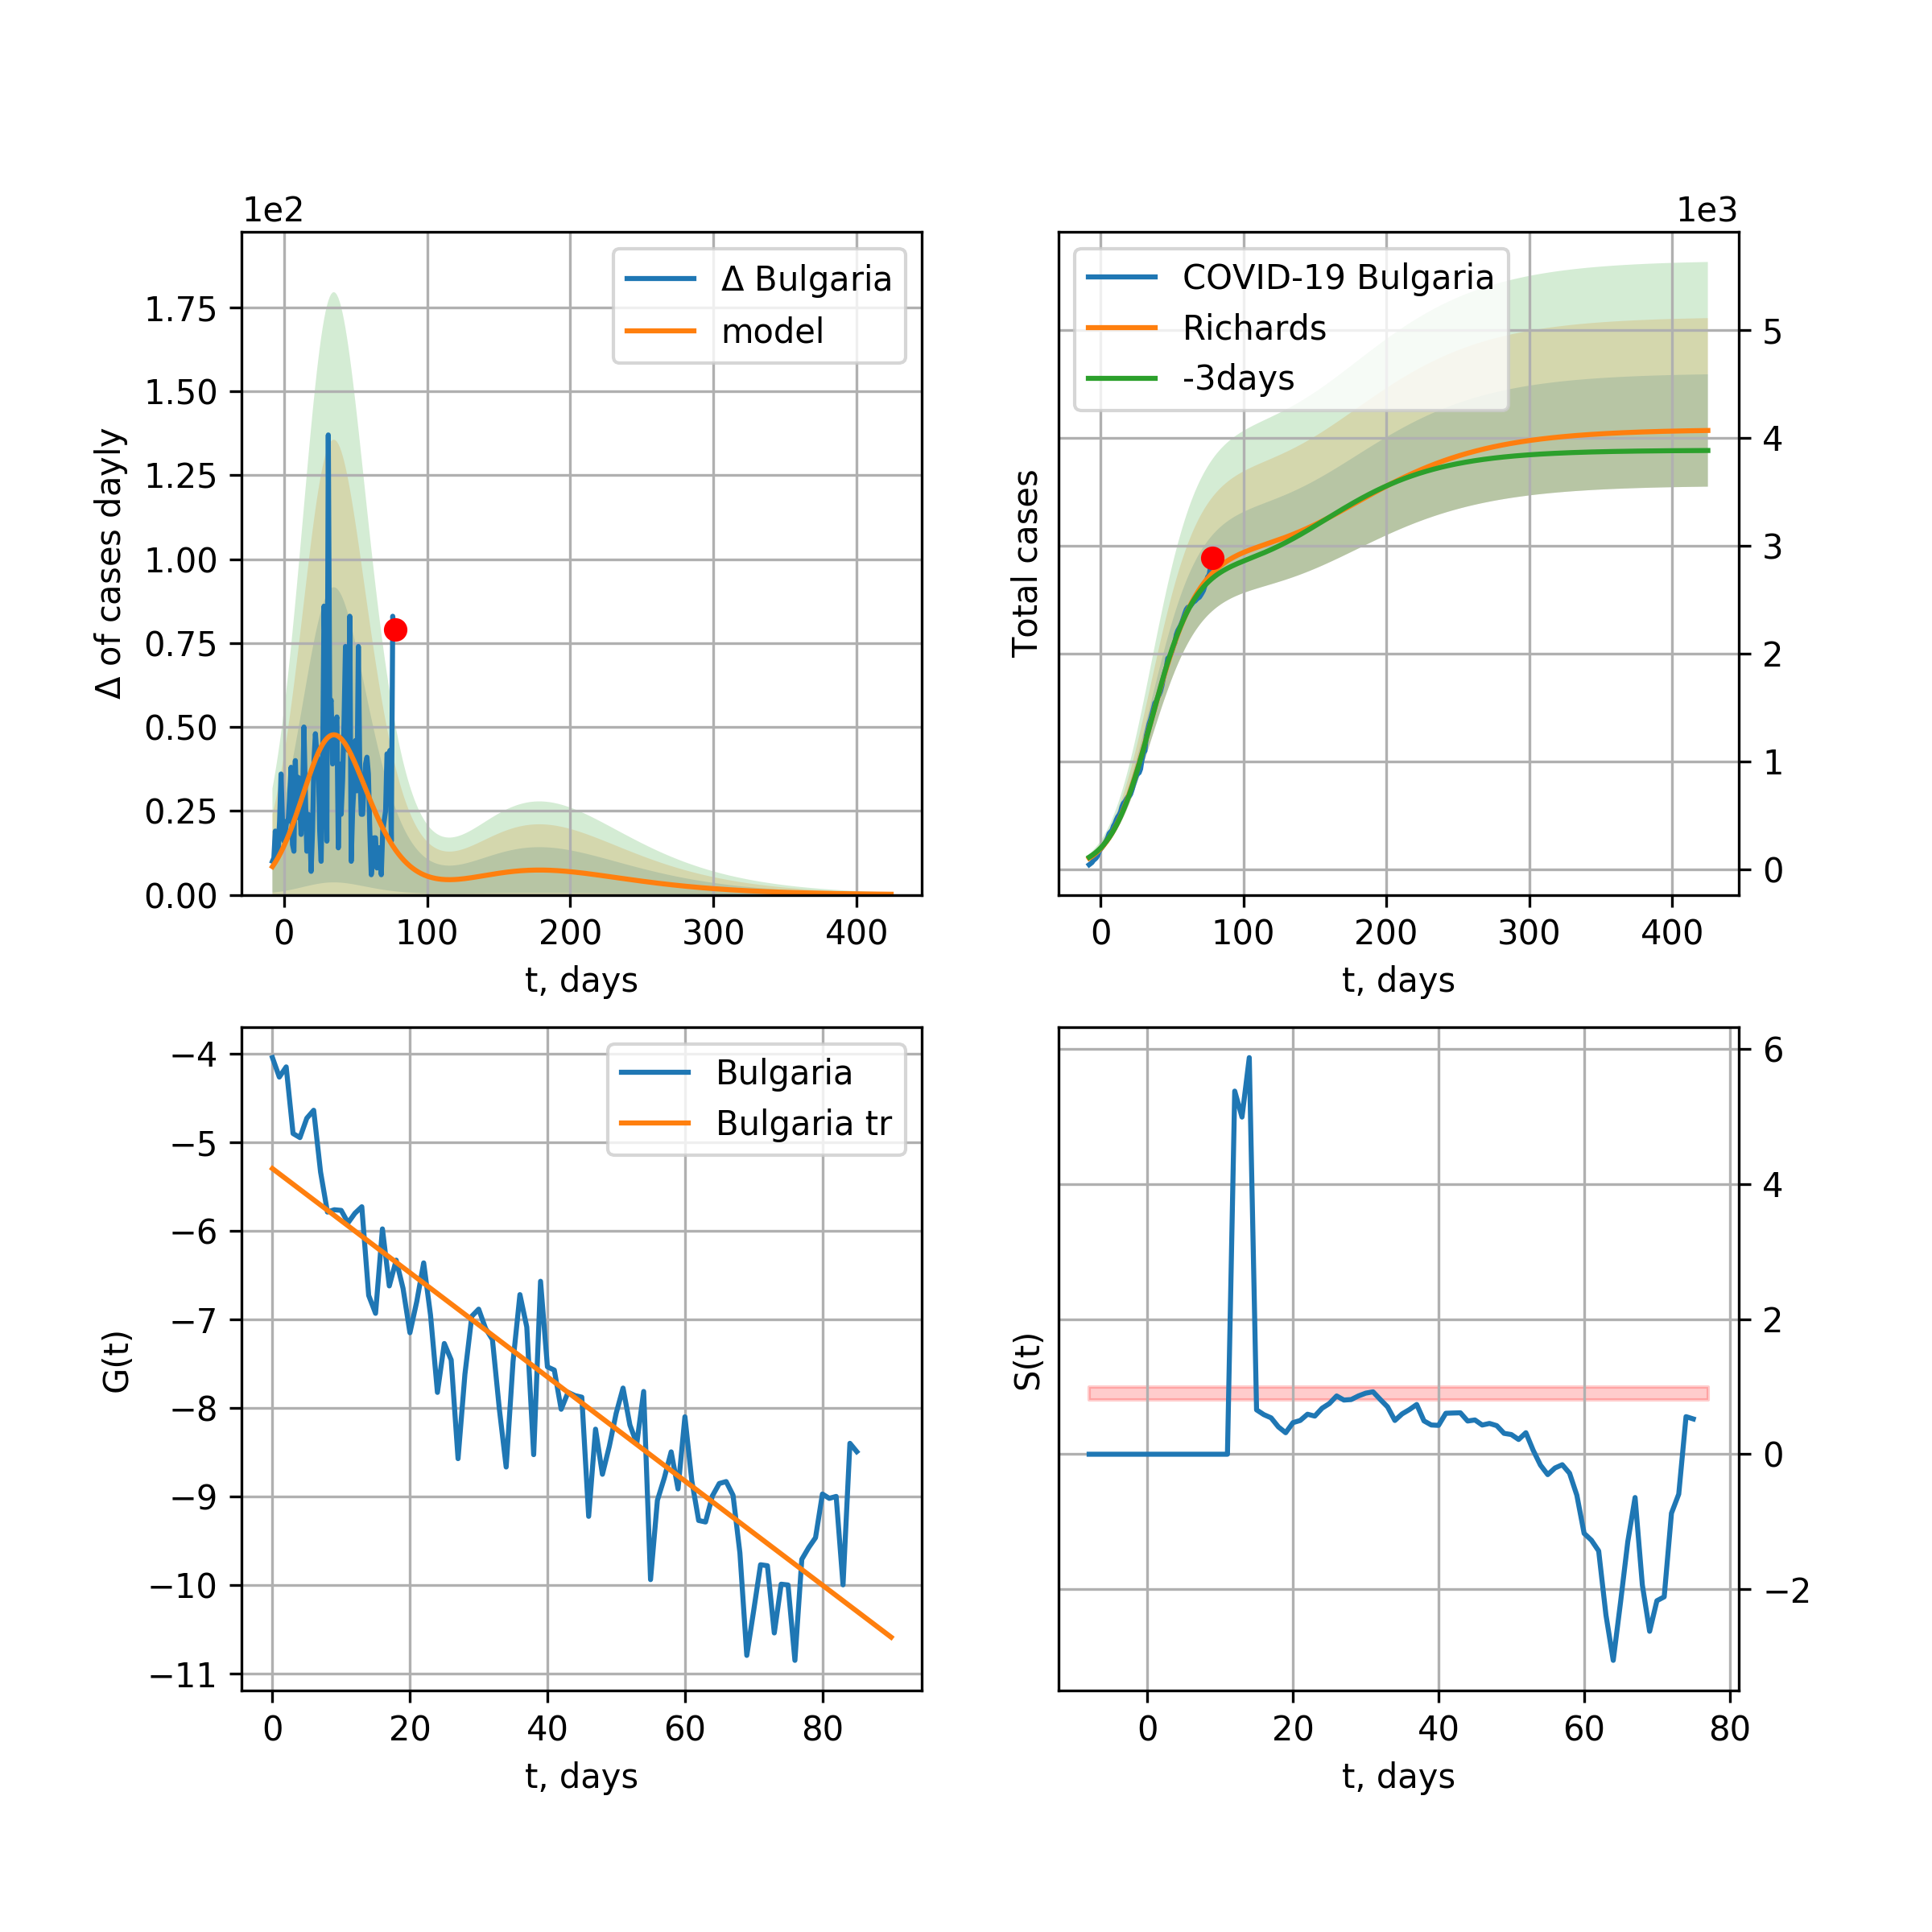 1e2
Δ Bulgaria
model
1.75
1.50
1.25
1.00
0.75
0.50
0.25
0.00
Δ of cases dayly
0 100 200 300 400
t, days
1e3
COVID-19 Bulgaria
Richards
-3days
5
4
3
2
1
0
Total cases
0 100 200 300 400
t, days
Bulgaria
Bulgaria tr
−4
−5
−6
−7
−8
−9
−10
−11
G(t)
0 20 40 60 80
t, days
6
4
2
0
−2
S(t)
0 20 40 60 80
t, days